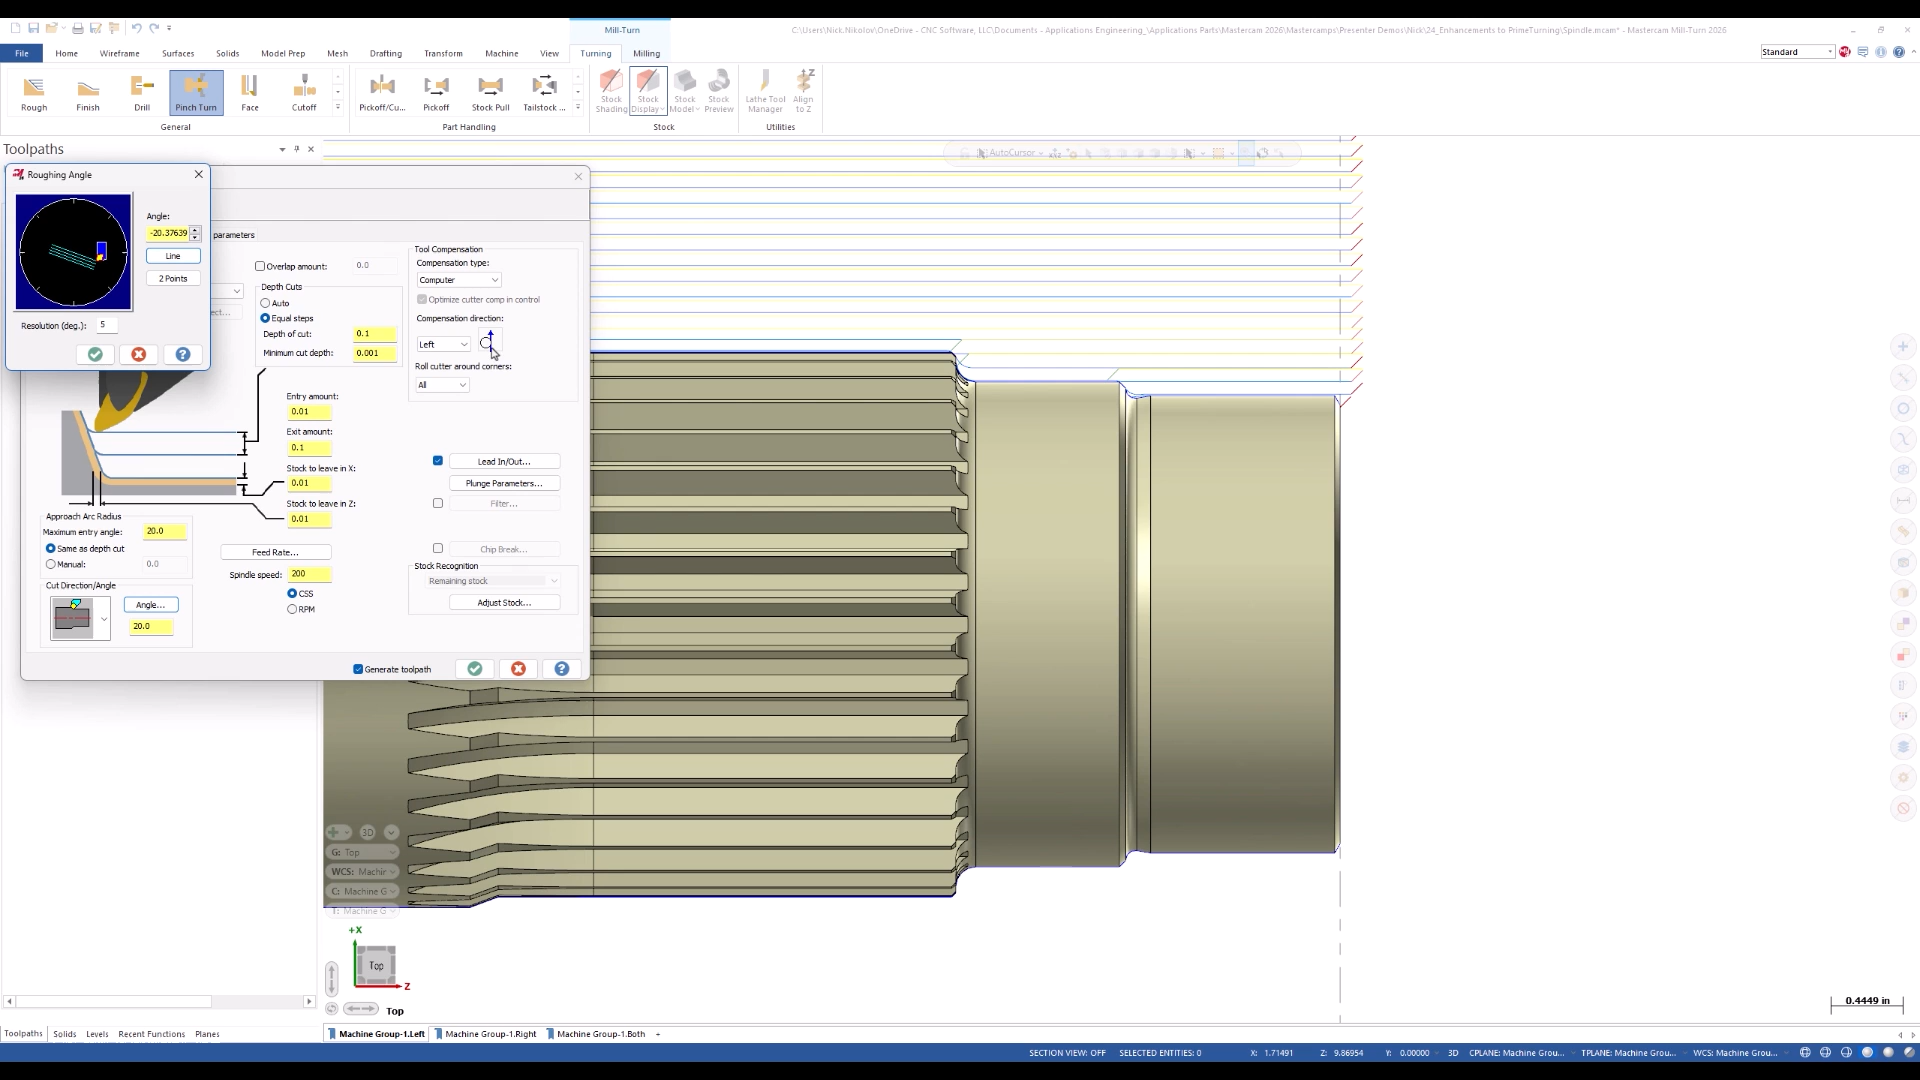 Mill-Turn
C:\Users\Nick.Nikolov\OneDrive - CNC Software, LLC\Documents - Applications Engineering_\Applications Parts\Mastercam 2026\Mastercamps\Presenter Demos\Nick\24_Enhancements to PrimeTurning\Spindle.mcam* - Mastercam Mill-Turn 2026
File Home Wireframe Surfaces Solids Model Prep Mesh Drafting Transform Machine View Turning Milling
Standard
Rough Finish Drill Pinch Turn Face Cutoff Pickoff/Cu... Pickoff Stock Pull Tailstock ... Stock Shading Stock Display Stock Model Stock Preview Lathe Tool Manager Align to Z
General Part Handling Stock Utilities
Toolpaths
AutoCursor
Roughing Angle
Angle:
-20.37639
Line
2 Points
Resolution (deg.): 5
parameters
Overlap amount: 0.0
Depth Cuts
Auto
Equal steps
Depth of cut: 0.1
Minimum cut depth: 0.001
Tool Compensation
Compensation type:
Computer
Optimize cutter comp in control
Compensation direction:
Left
Roll cutter around corners:
All
Entry amount:
0.01
Exit amount:
0.1
Stock to leave in X:
0.01
Stock to leave in Z:
0.01
Lead In/Out...
Plunge Parameters...
Filter...
Chip Break...
Approach Arc Radius
Maximum entry angle: 20.0
Same as depth cut
Manual: 0.0
Feed Rate...
Spindle speed: 200
CSS
RPM
Stock Recognition
Remaining stock
Adjust Stock...
Cut Direction/Angle
Angle...
20.0
Generate toolpath
3D
G: Top
WCS: Machir
C: Machine G
T: Machine G
+X
Top
Z
Top
0.4449 in
Toolpaths Solids Levels Recent Functions Planes
Machine Group-1.Left Machine Group-1.Right Machine Group-1.Both +
SECTION VIEW: OFF SELECTED ENTITIES: 0 X: 1.71491 Z: 9.86954 Y: 0.00000 3D CPLANE: Machine Grou... TPLANE: Machine Grou... WCS: Machine Grou...